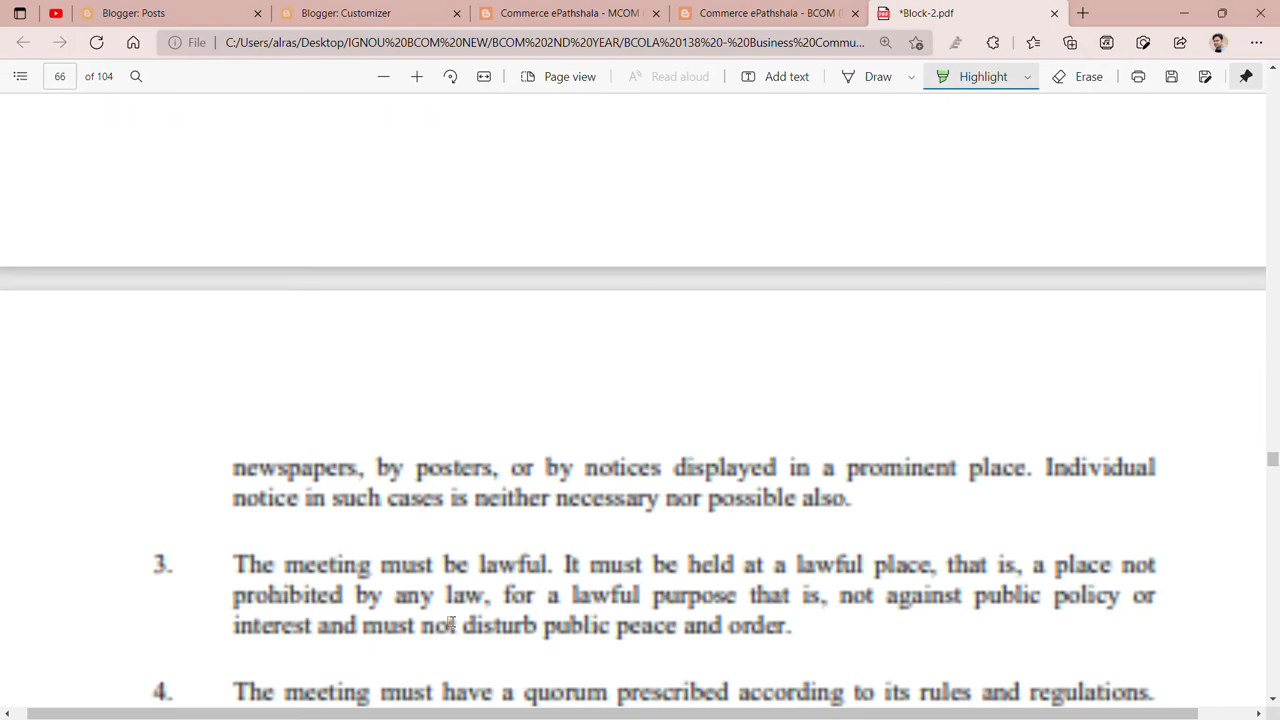 Blogger: Posts
Blogger: Customizer
Commerce ePathshala - MCOM
Commerce ePathshala - BCOM (
*Block-2.pdf
File
C:/Users/alras/Desktop/IGNOU%20BCOM%20NEW/BCOM%202ND%20YEAR/BCOLA%20138%20-%20Business%20Commu...
66 of 104
Page view
Read aloud
Add text
Draw
Highlight
Erase
newspapers, by posters, or by notices displayed in a prominent place. Individual
notice in such cases is neither necessary nor possible also.
3. The meeting must be lawful. It must be held at a lawful place, that is, a place not
prohibited by any law, for a lawful purpose that is, not against public policy or
interest and must not disturb public peace and order.
4. The meeting must have a quorum prescribed according to its rules and regulations.